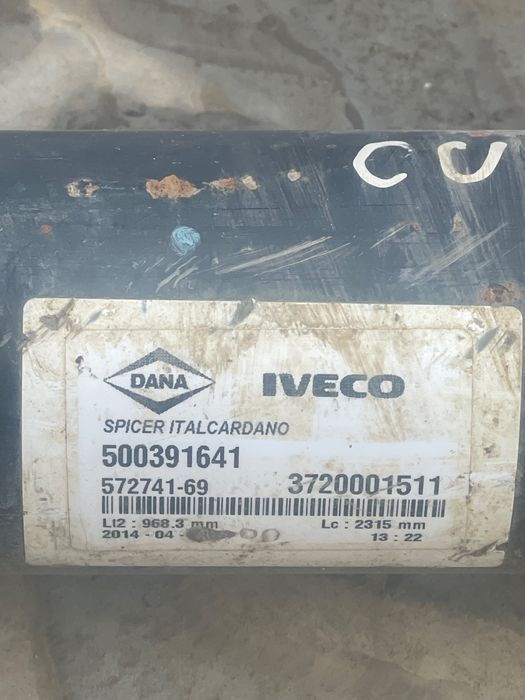 CU
DANA IVECO
SPICER ITALCARDANO
500391641
572741-69 3720001511
Ll2 : 968.3 mm Lc : 2315 mm
2014 - 04 - 13 : 22